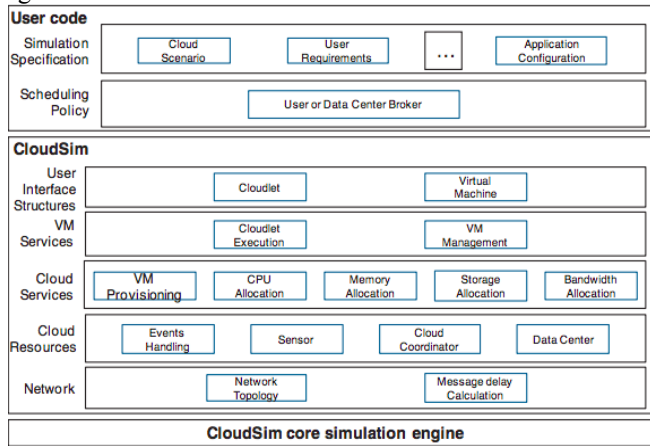 User code
Simulation
Specification
Cloud
Scenario
User
Requirements
...
Application
Configuration
Scheduling
Policy
User or Data Center Broker
CloudSim
User
Interface
Structures
Cloudlet
Virtual
Machine
VM
Services
Cloudlet
Execution
VM
Management
Cloud
Services
VM
Provisioning
CPU
Allocation
Memory
Allocation
Storage
Allocation
Bandwidth
Allocation
Cloud
Resources
Events
Handling
Sensor
Cloud
Coordinator
Data Center
Network
Network
Topology
Message delay
Calculation
CloudSim core simulation engine